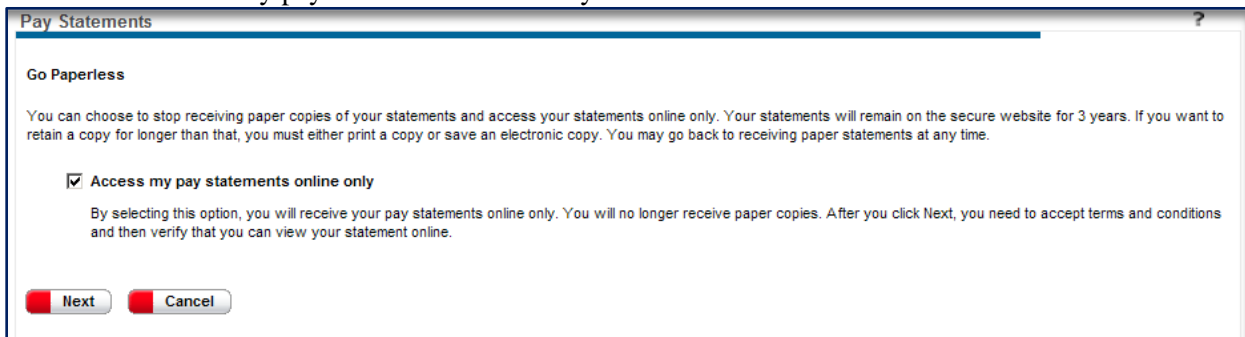 Pay Statements ?
Go Paperless
You can choose to stop receiving paper copies of your statements and access your statements online only. Your statements will remain on the secure website for 3 years. If you want to
retain a copy for longer than that, you must either print a copy or save an electronic copy. You may go back to receiving paper statements at any time.
Access my pay statements online only
By selecting this option, you will receive your pay statements online only. You will no longer receive paper copies. After you click Next, you need to accept terms and conditions
and then verify that you can view your statement online.
Next Cancel